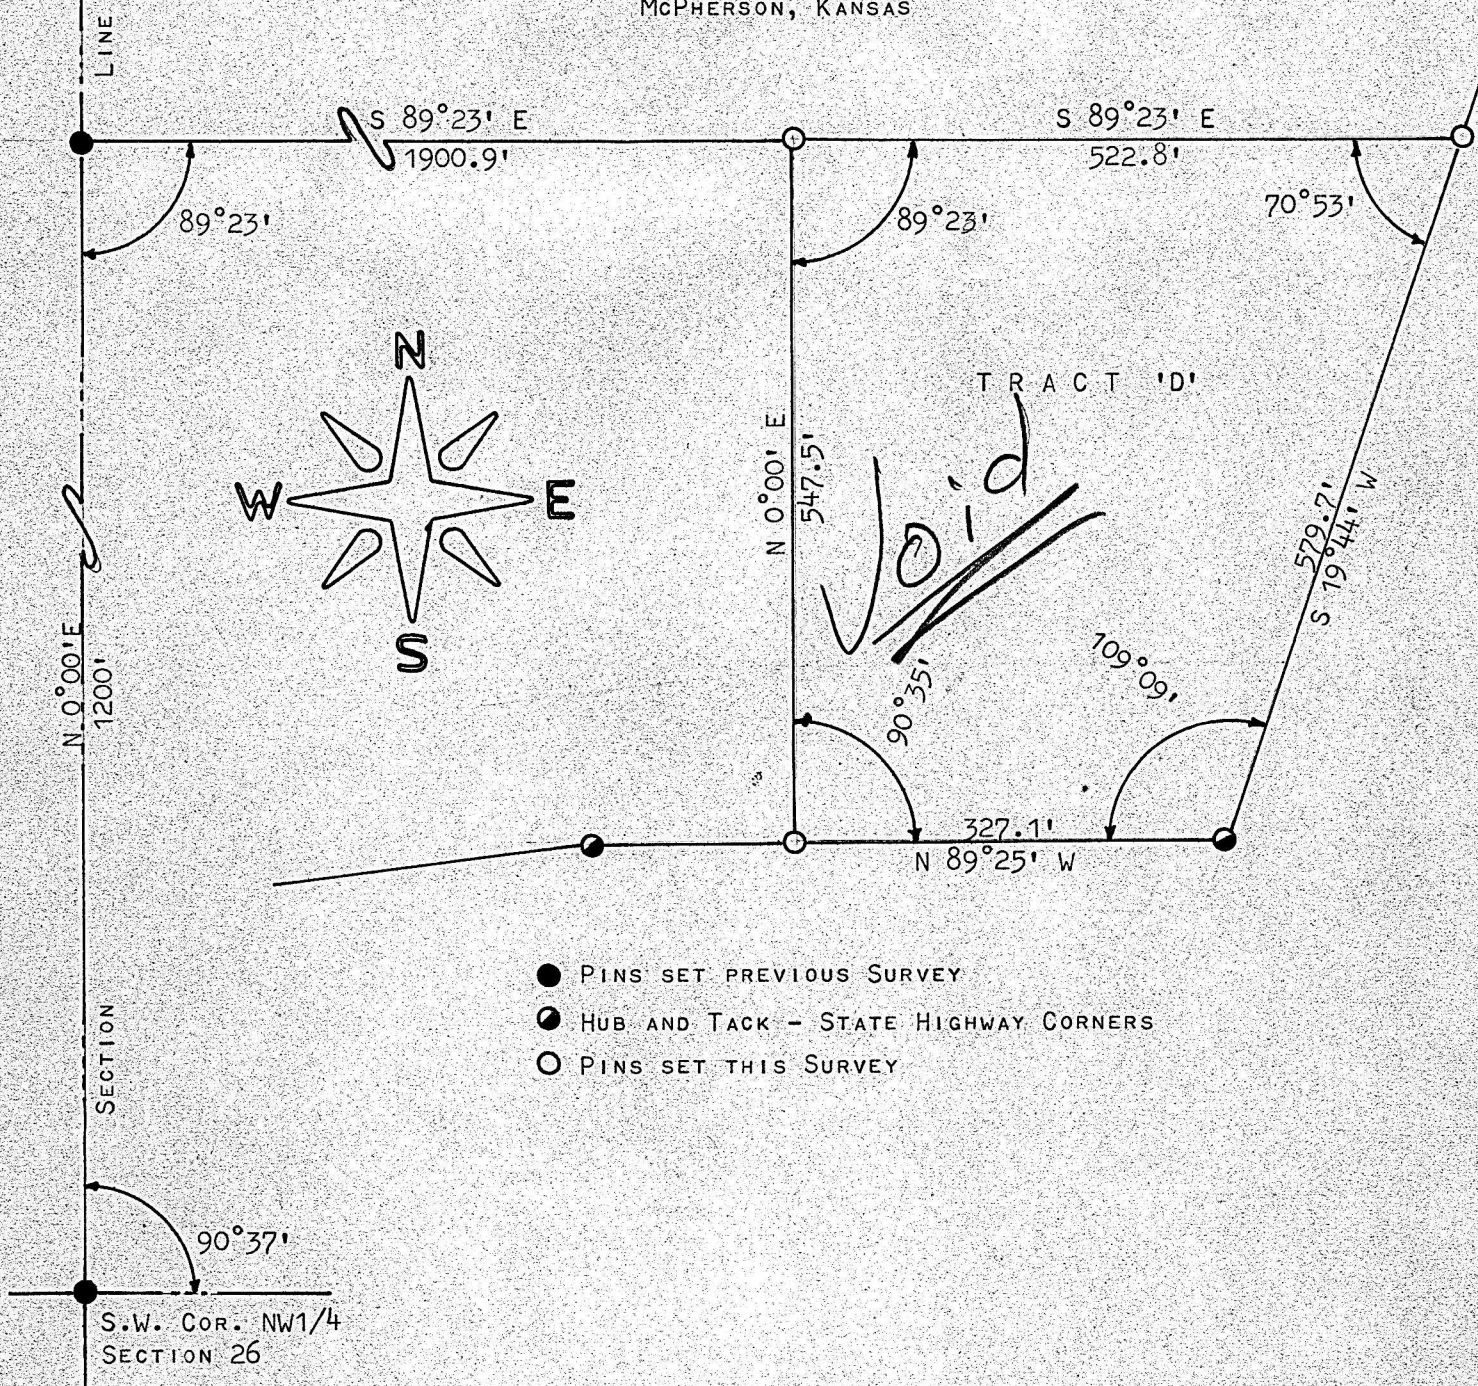 McPherson, Kansas
Line
S 89°23' E
1900.9'
S 89°23' E
522.8'
89°23'
89°23'
70°53'
N
W
E
S
TRACT 'D'
Vo'd
N 0°00' E
547.5'
579.7'
S 19°44' W
N 0°00' E
1200'
90°35'
109°09'
327.1'
N 89°25' W
Pins set previous Survey
Hub and Tack - State Highway Corners
Pins set this Survey
Section
90°37'
S.W. Cor. NW1/4
Section 26